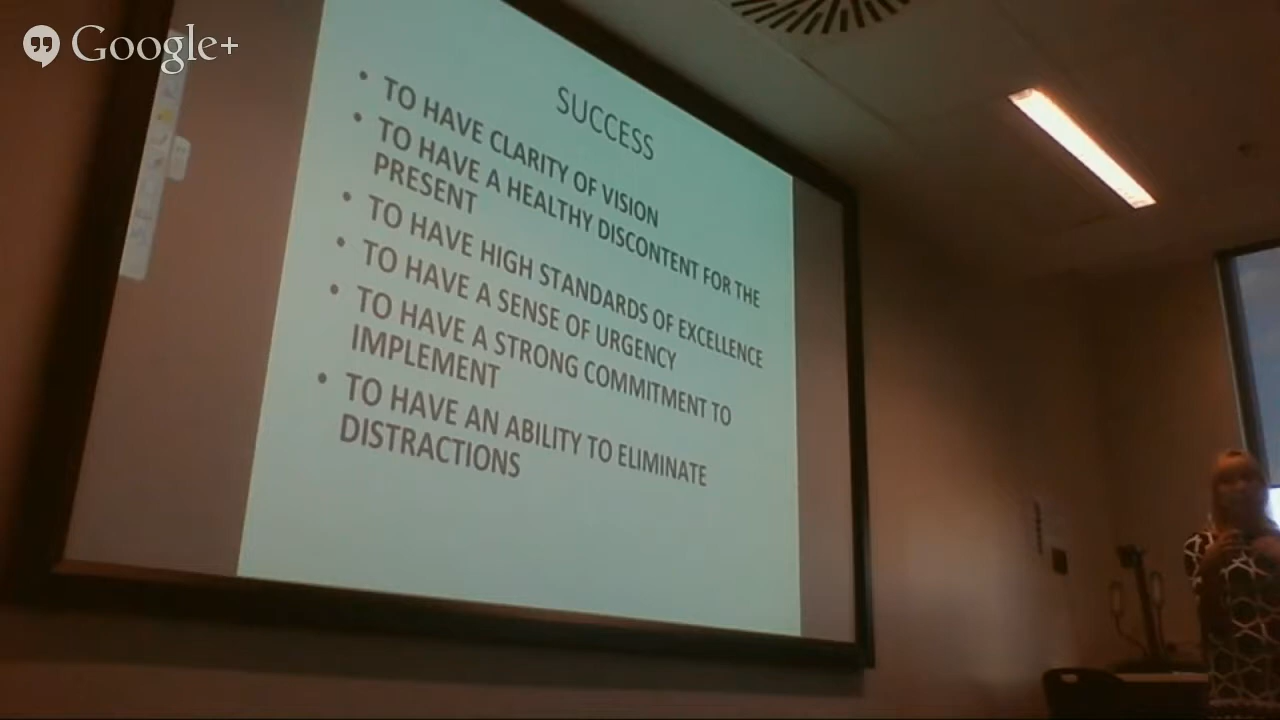 Google+
SUCCESS
• TO HAVE CLARITY OF VISION
• TO HAVE A HEALTHY DISCONTENT FOR THE
PRESENT
• TO HAVE HIGH STANDARDS OF EXCELLENCE
• TO HAVE A SENSE OF URGENCY
• TO HAVE A STRONG COMMITMENT TO
IMPLEMENT
• TO HAVE AN ABILITY TO ELIMINATE
DISTRACTIONS